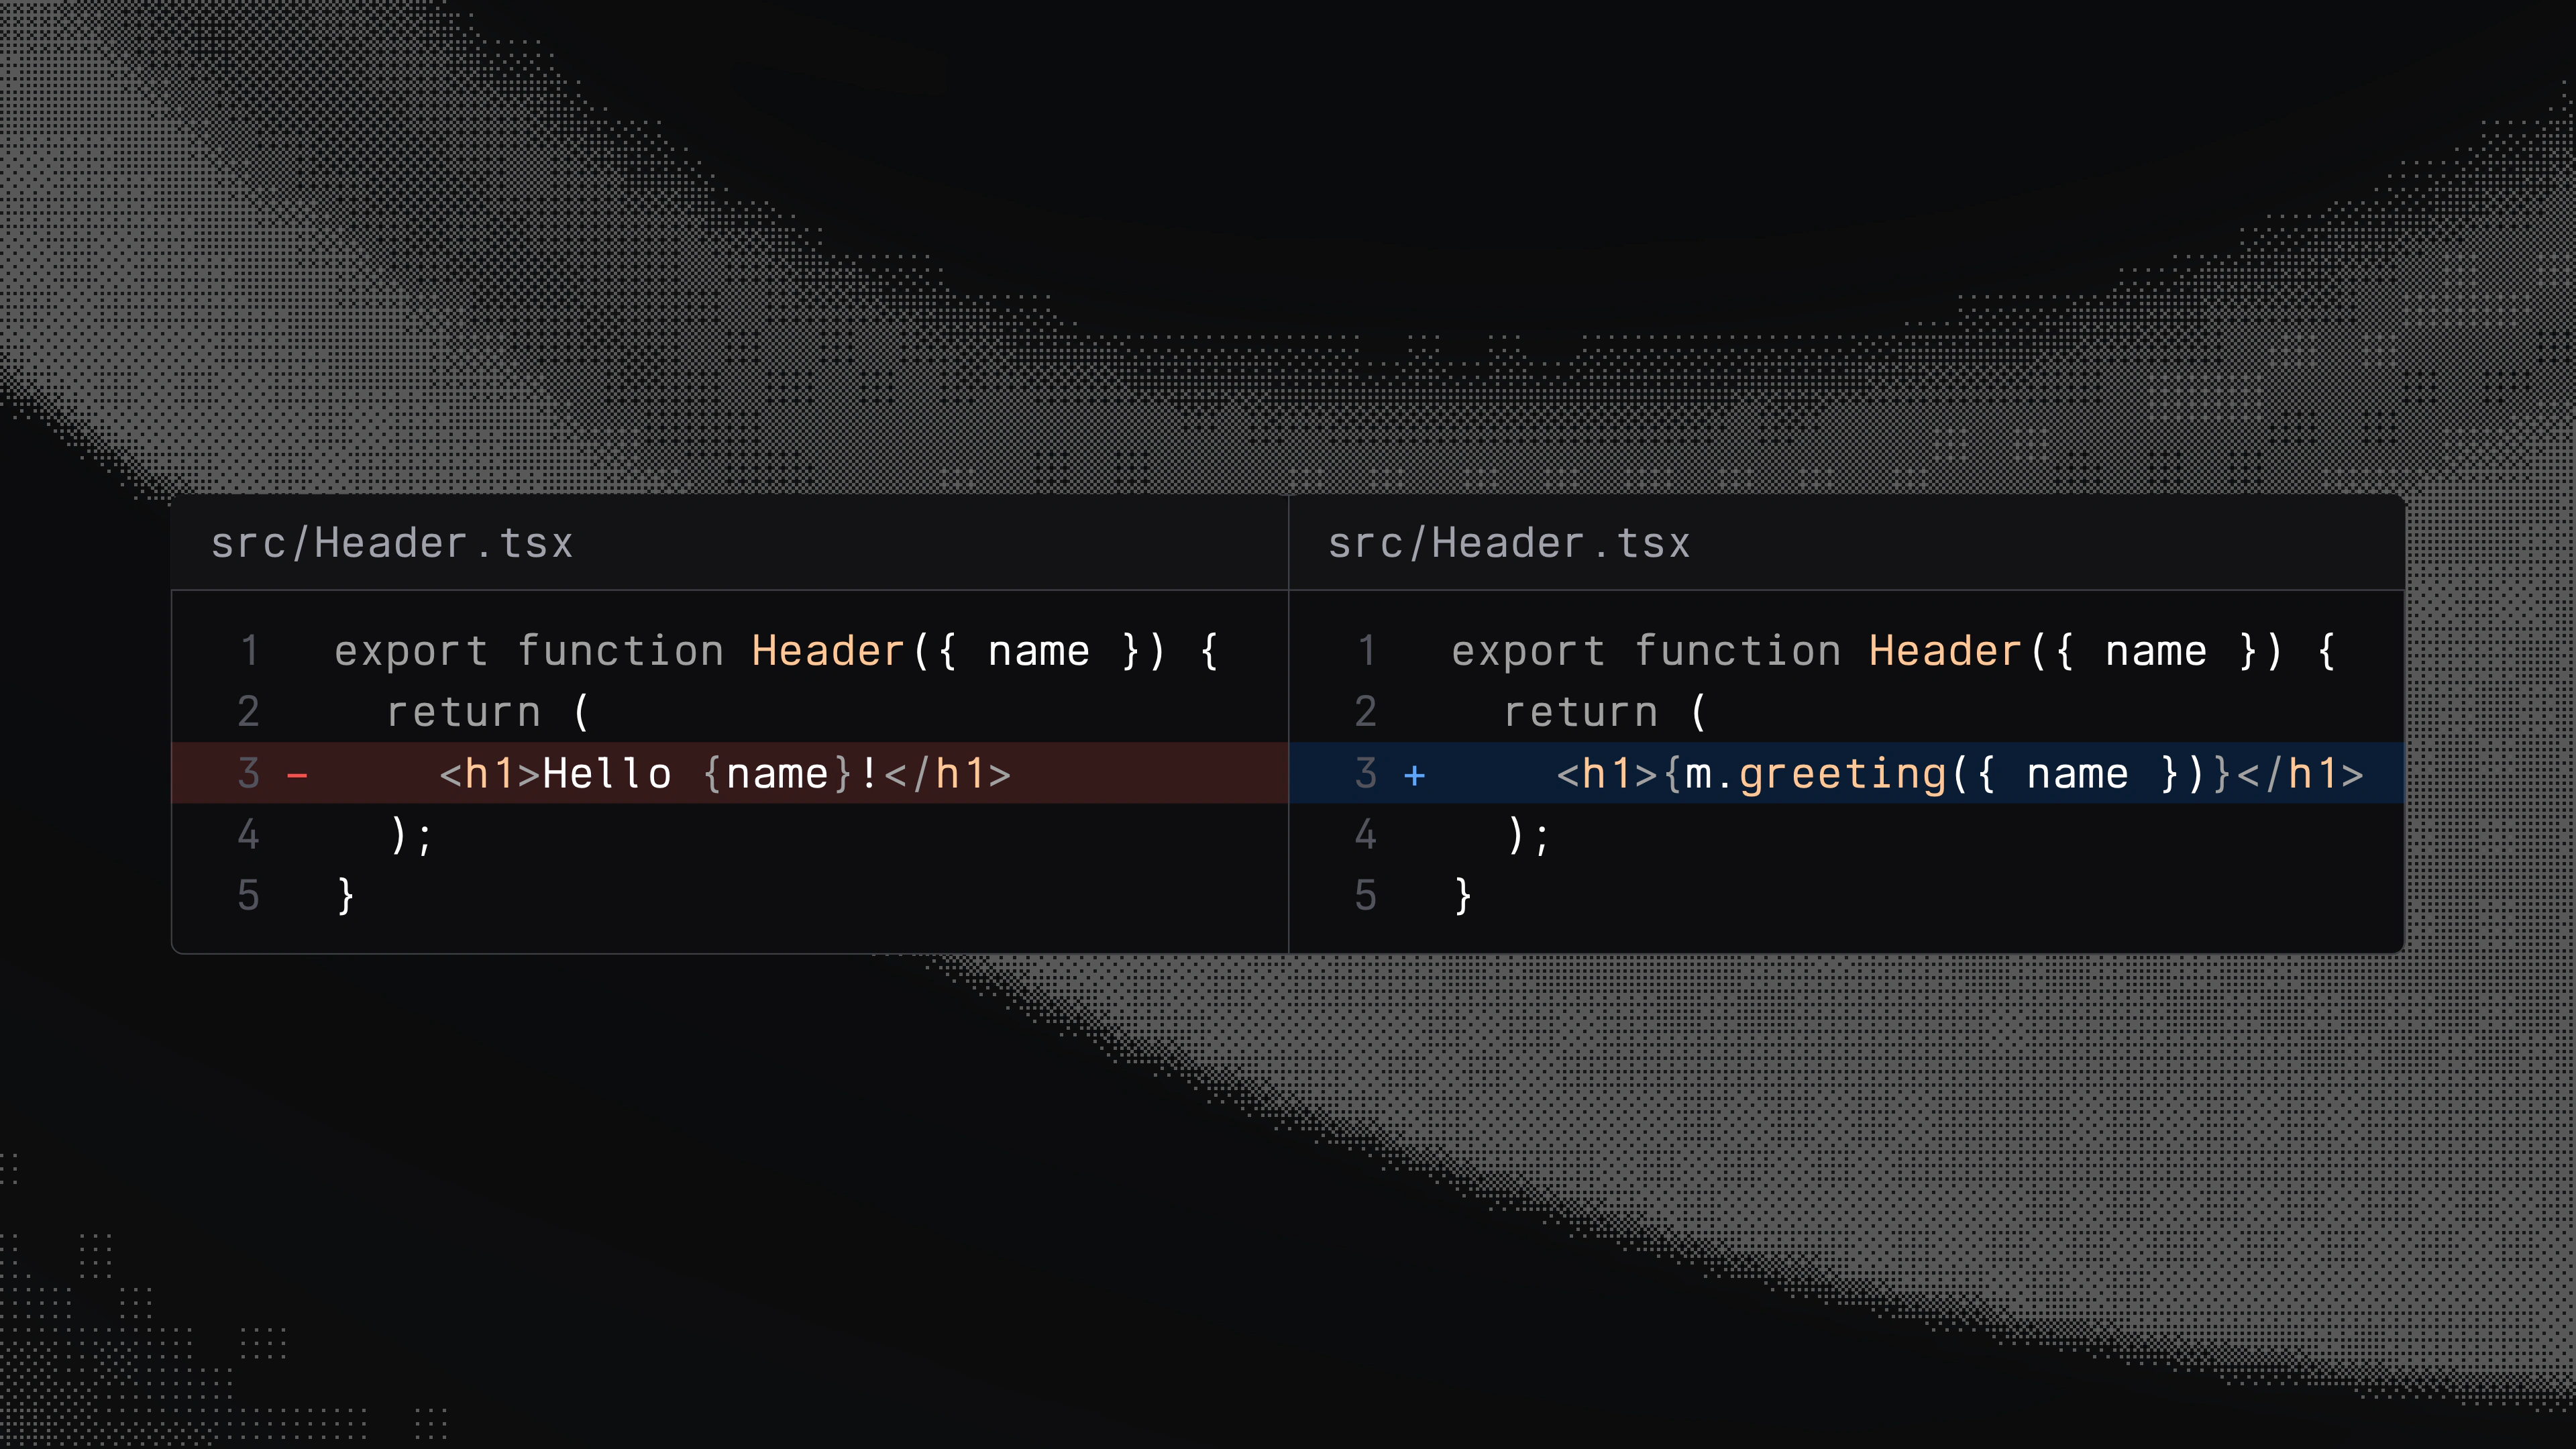 src/Header.tsx
1 export function Header({ name }) {
2 return (
3 - <h1>Hello {name}!</h1>
4 );
5 }
src/Header.tsx
1 export function Header({ name }) {
2 return (
3 + <h1>{m.greeting({ name })}</h1>
4 );
5 }